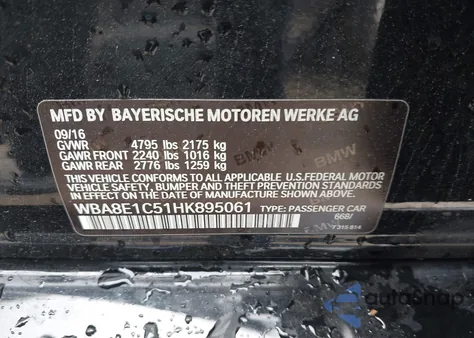 MFD BY BAYERISCHE MOTOREN WERKE AG
09/16
GVWR 4795 lbs 2175 kg
GAWR FRONT 2240 lbs 1016 kg
GAWR REAR 2776 lbs 1259 kg
THIS VEHICLE CONFORMS TO ALL APPLICABLE U.S.FEDERAL MOTOR
VEHICLE SAFETY, BUMPER AND THEFT PREVENTION STANDARDS
IN EFFECT ON THE DATE OF MANUFACTURE SHOWN ABOVE.
WBA8E1C51HK895061 TYPE: PASSENGER CAR
668/